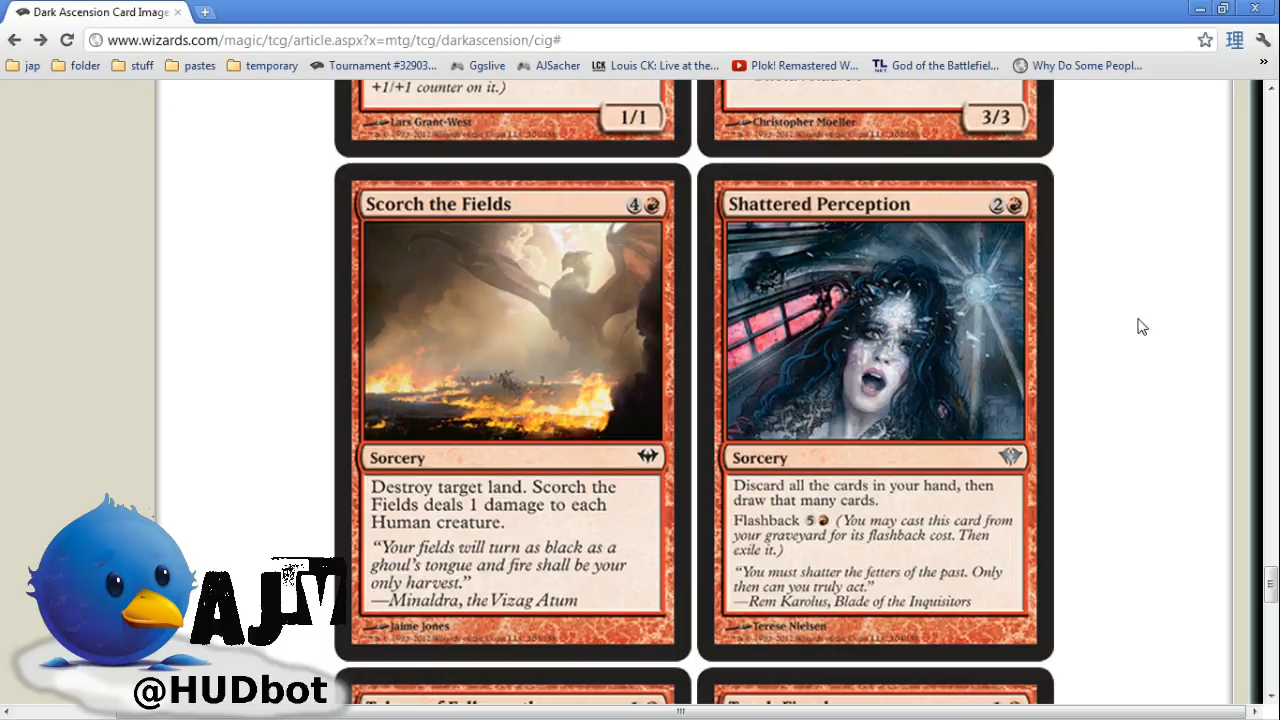 Dark Ascension Card Image
www.wizards.com/magic/tcg/article.aspx?x=mtg/tcg/darkascension/cig#
jap folder stuff pastes temporary Tournament #32903... Ggslive AJSacher LCK Louis CK: Live at the... Plok! Remastered W... TL God of the Battlefiel... Why Do Some Peopl... »
+1/+1 counter on it.)
1/1
3/3
Lars Grant-West
Christopher Moeller
Scorch the Fields 4
Shattered Perception 2
Sorcery
Sorcery
Destroy target land. Scorch the
Fields deals 1 damage to each
Human creature.
"Your fields will turn as black as a
ghoul's tongue and fire shall be your
only harvest."
—Minaldra, the Vizag Atum
Jaime Jones
Discard all the cards in your hand, then
draw that many cards.
Flashback 5 (You may cast this card from
your graveyard for its flashback cost. Then
exile it.)
"You must shatter the fetters of the past. Only
then can you truly act."
—Rem Karolus, Blade of the Inquisitors
Terese Nielsen
AJTV
@HUDbot